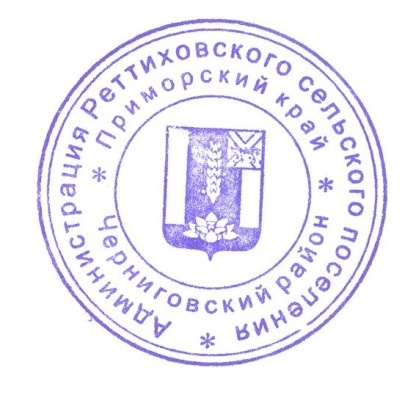 Администрация Реттиховского сельского поселения *
* Приморский край *
Черниговский район